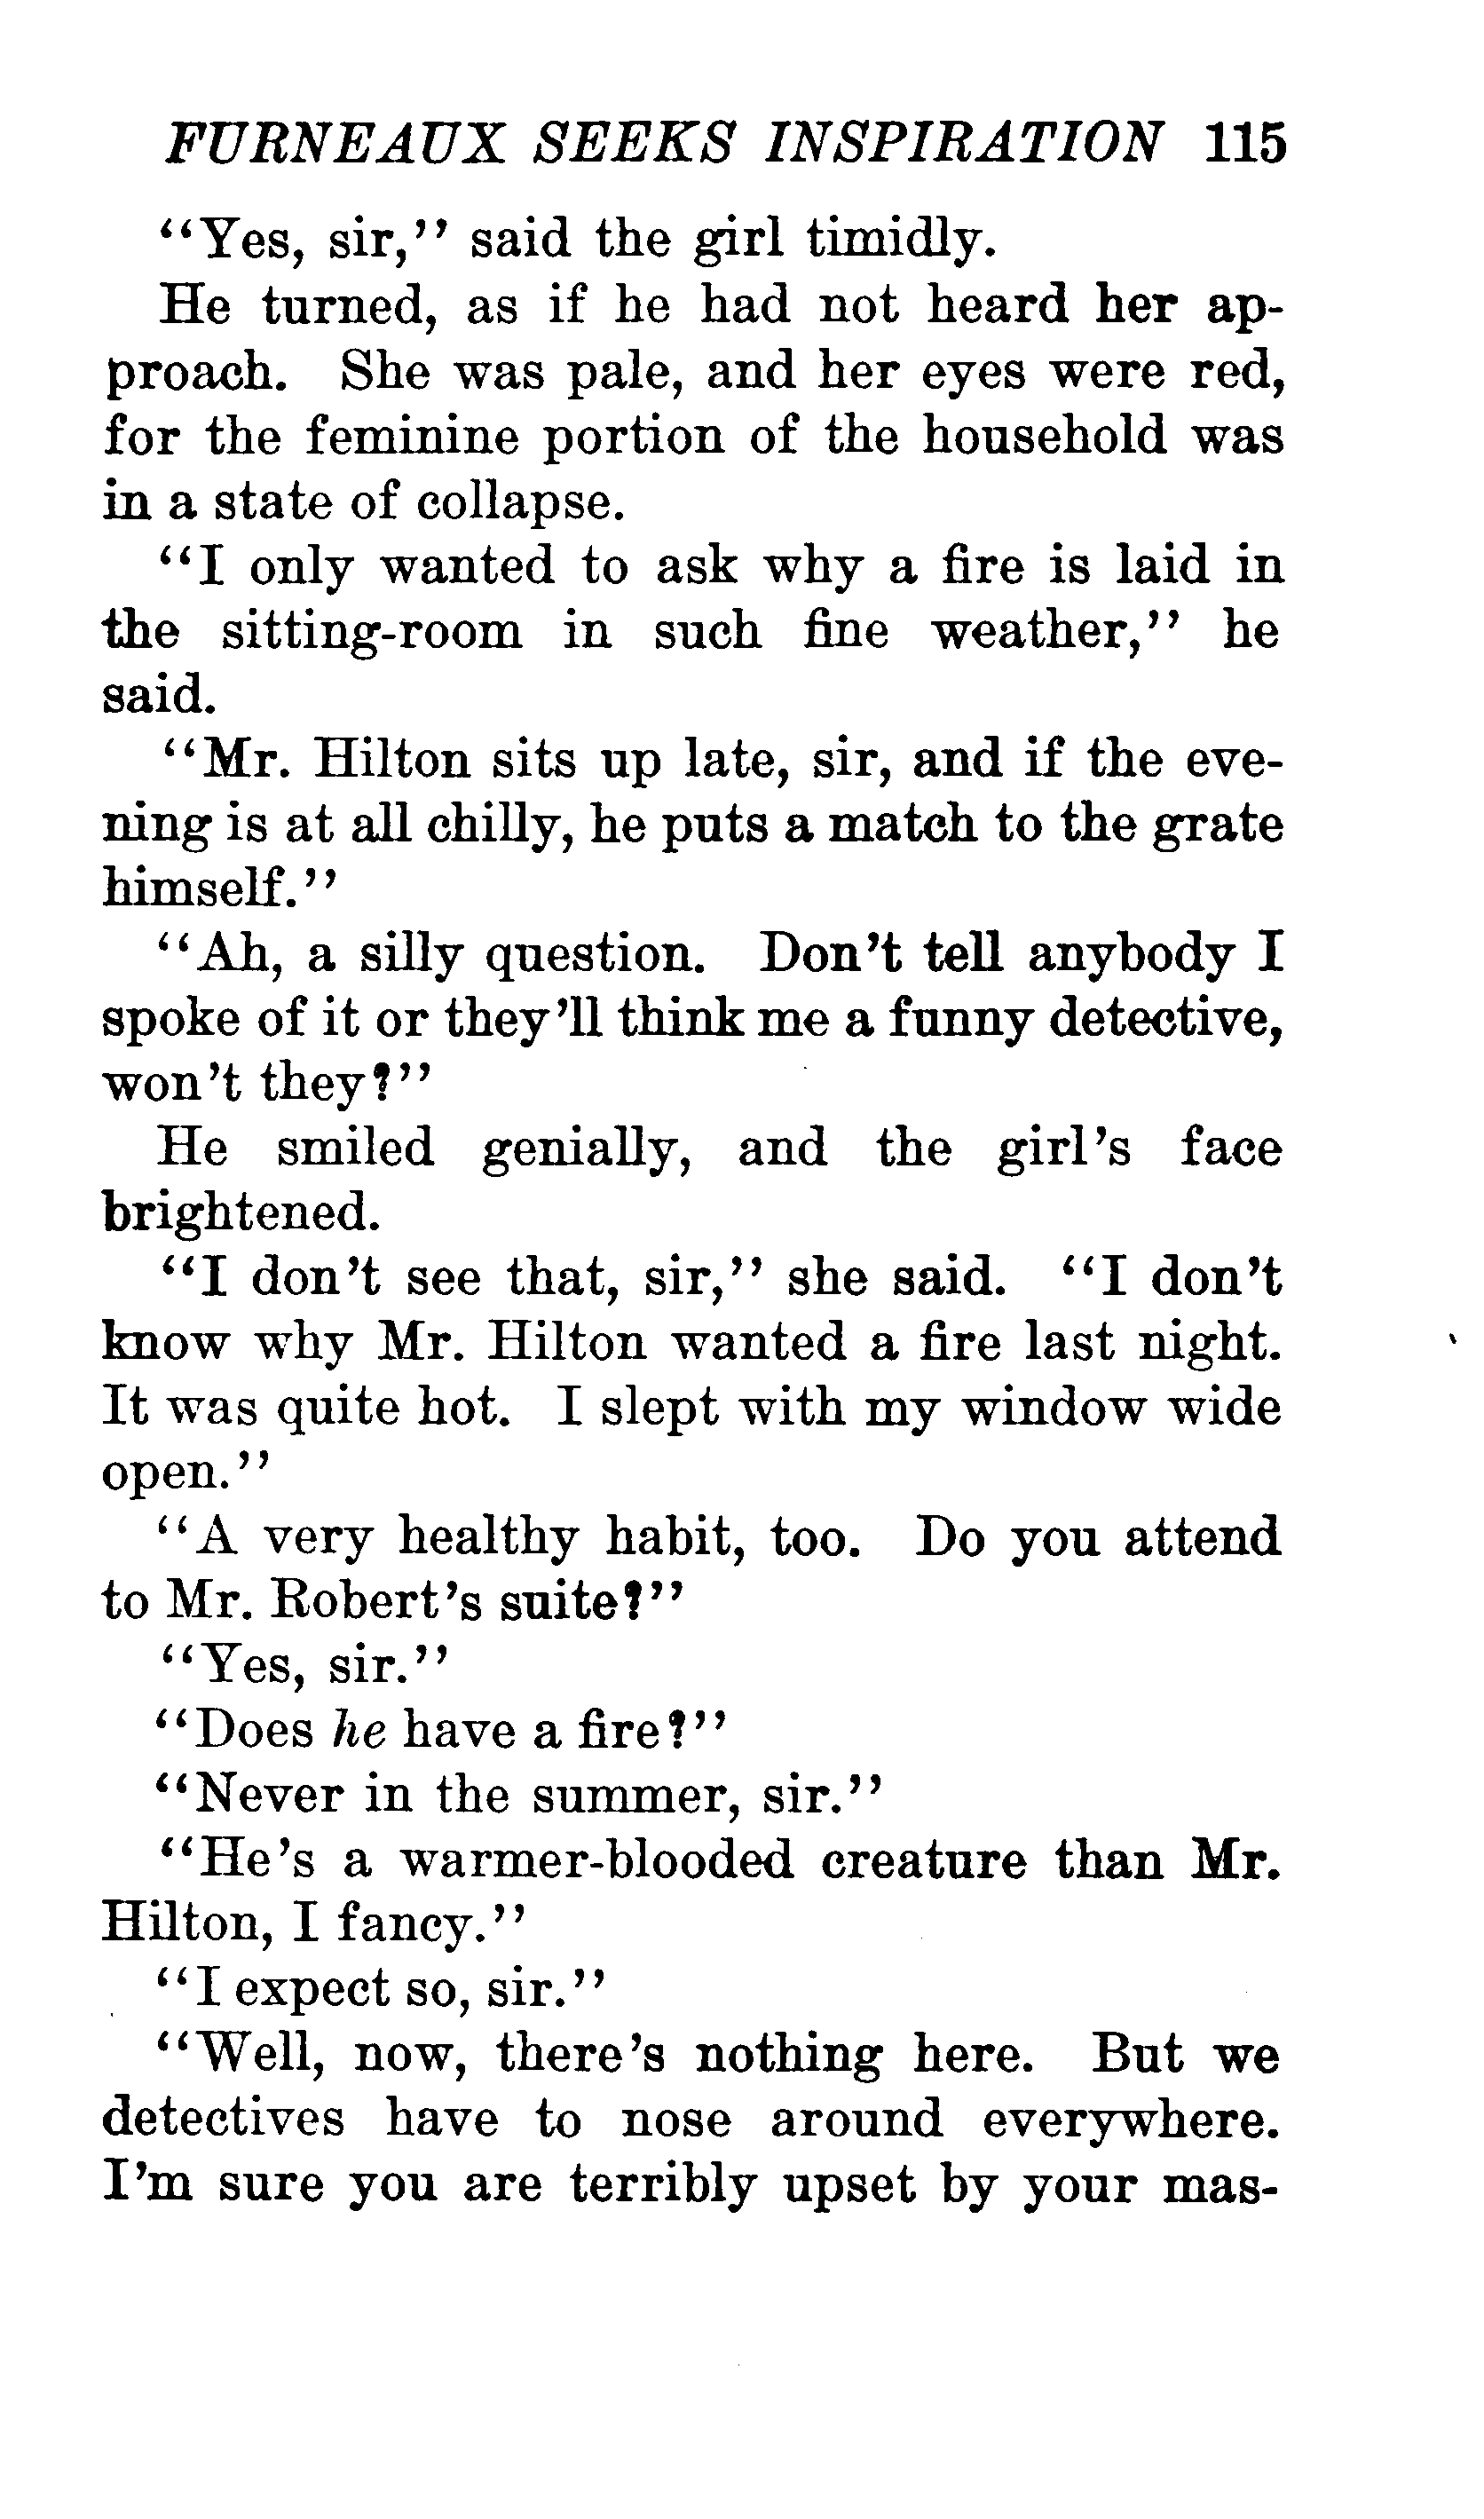 FURNEAUX SEEKS INSPIRATION 115
"Yes, sir," said the girl timidly.
He turned, as if he had not heard her ap-
proach. She was pale, and her eyes were red,
for the feminine portion of the household was
in a state of collapse.
"I only wanted to ask why a fire is laid in
the sitting-room in such fine weather," he
said.
"Mr. Hilton sits up late, sir, and if the eve-
ning is at all chilly, he puts a match to the grate
himself."
"Ah, a silly question. Don't tell anybody I
spoke of it or they'll think me a funny detective,
won't they?"
He smiled genially, and the girl's face
brightened.
"I don't see that, sir," she said. "I don't
know why Mr. Hilton wanted a fire last night.
It was quite hot. I slept with my window wide
open."
"A very healthy habit, too. Do you attend
to Mr. Robert's suite?"
"Yes, sir."
"Does he have a fire?"
"Never in the summer, sir."
"He's a warmer-blooded creature than Mr.
Hilton, I fancy."
"I expect so, sir."
"Well, now, there's nothing here. But we
detectives have to nose around everywhere.
I'm sure you are terribly upset by your mas-